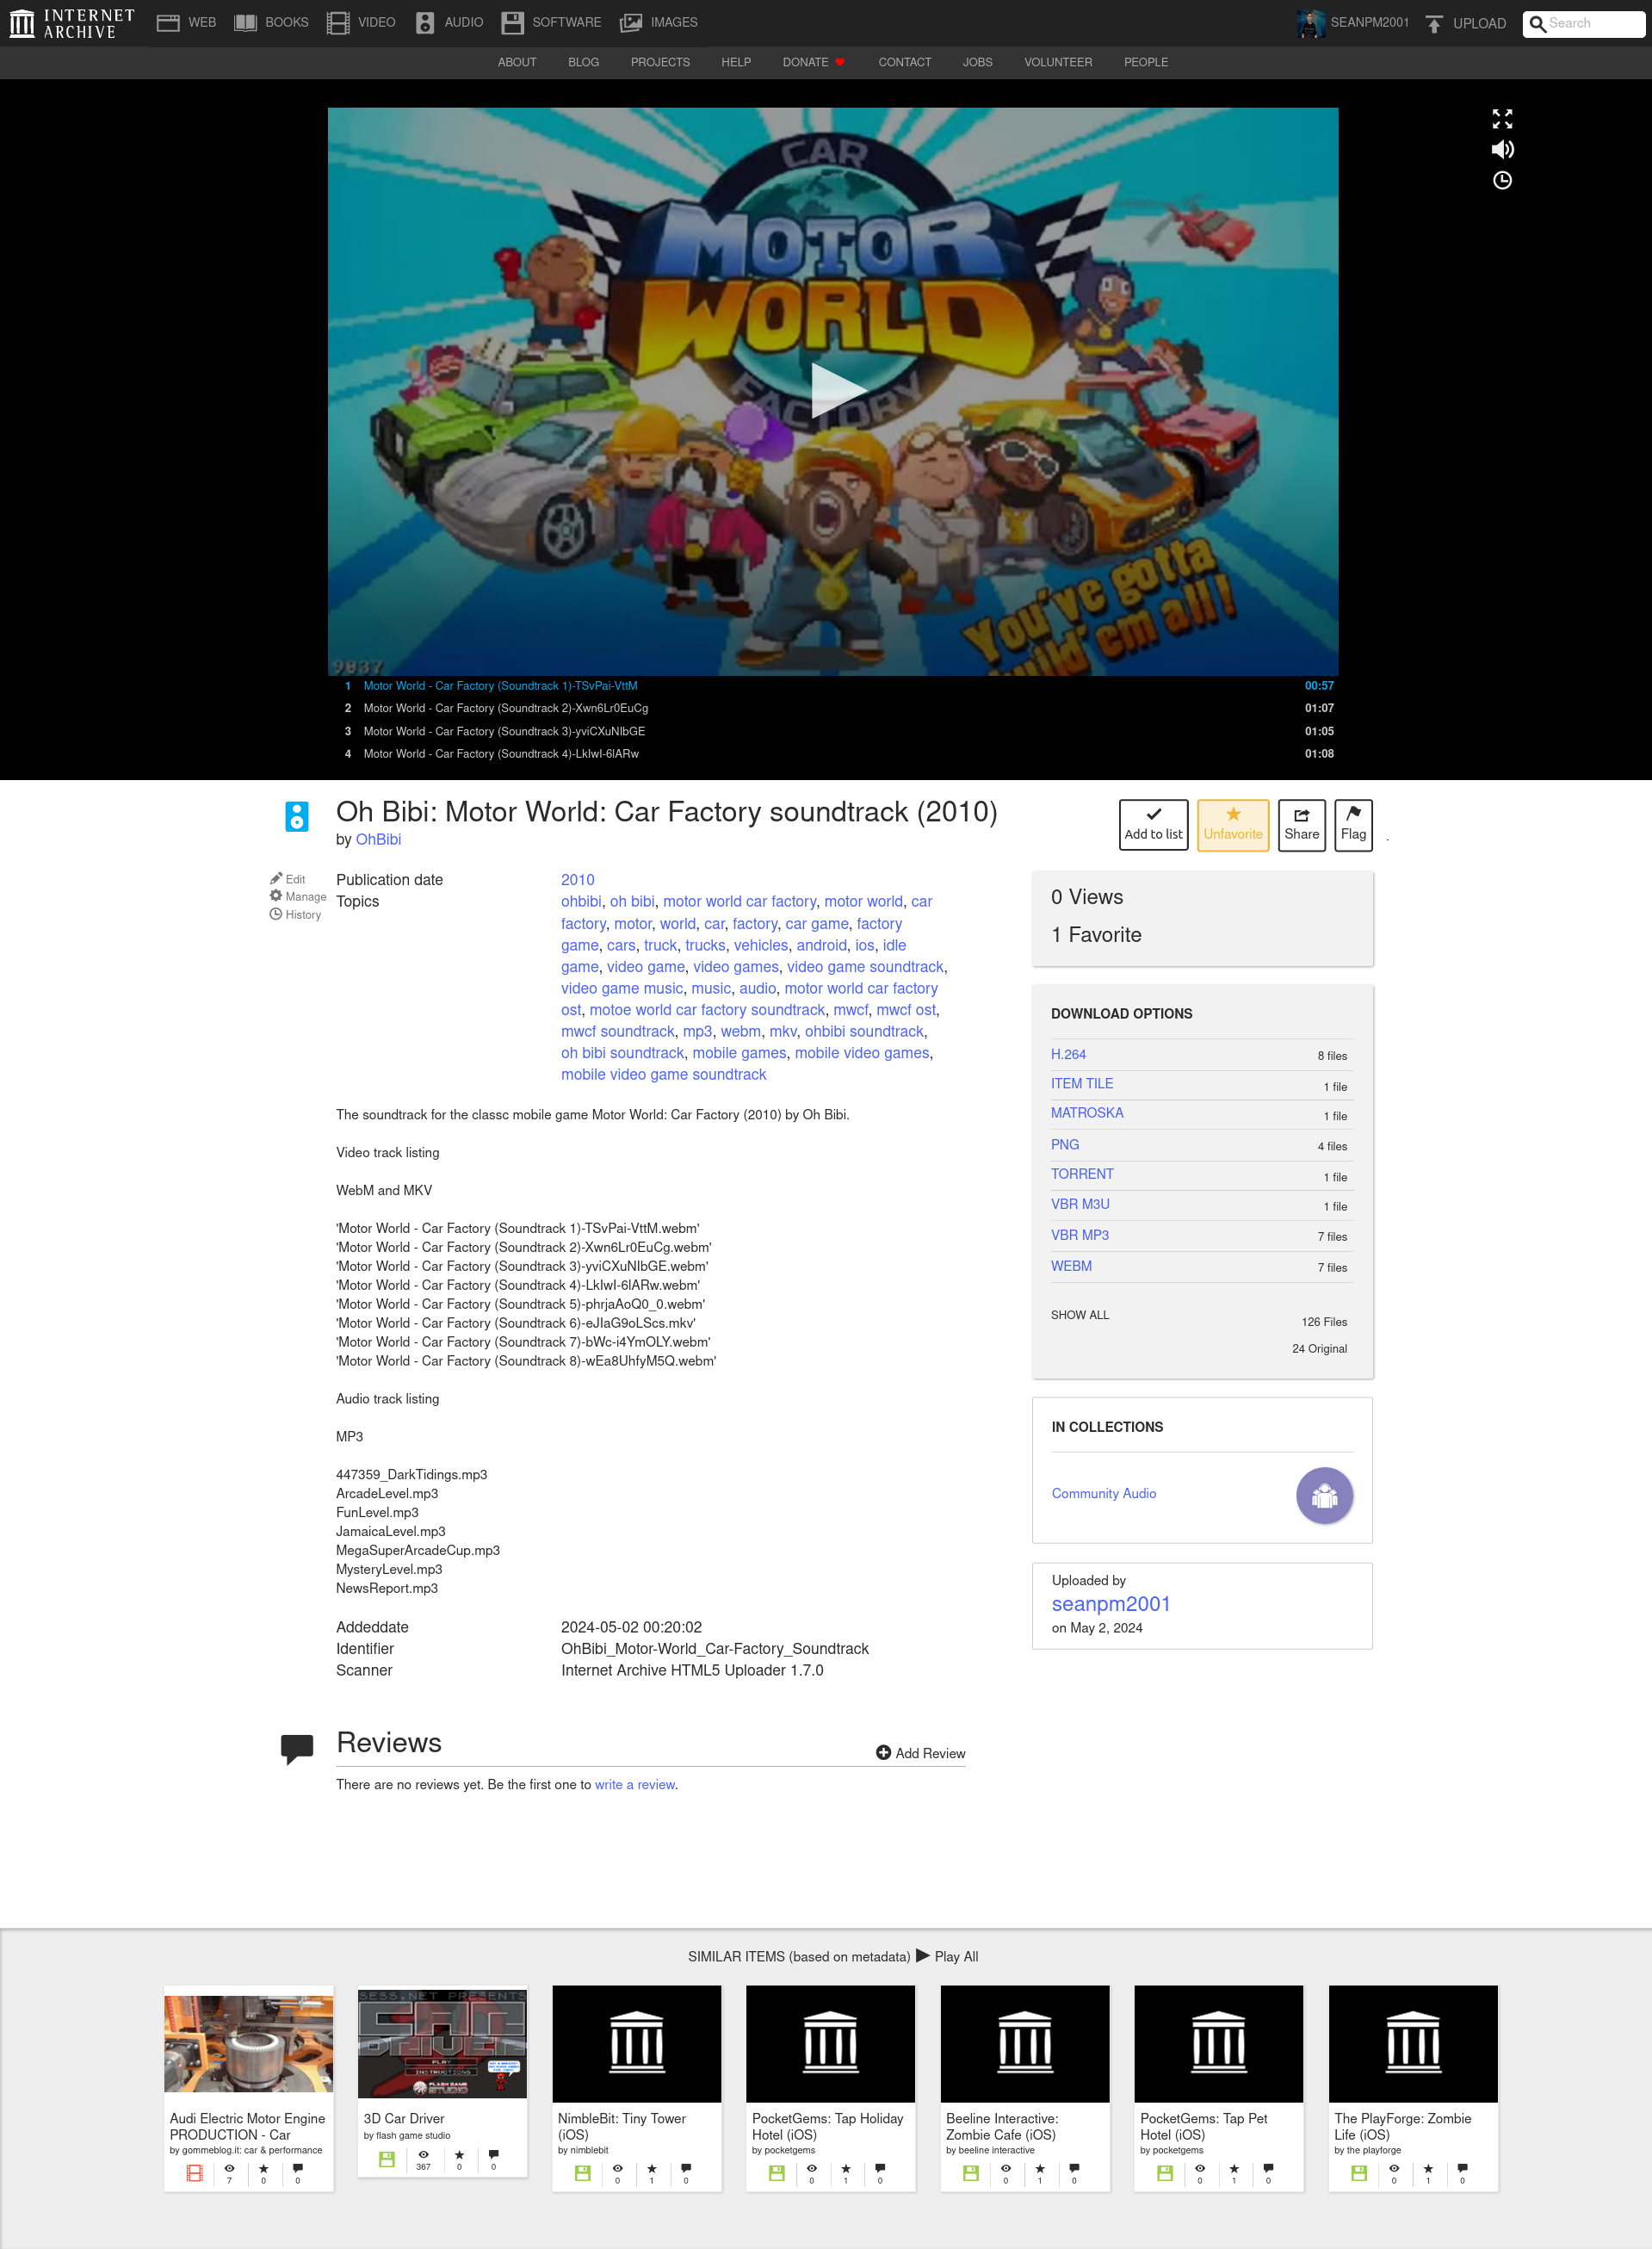 INTERNET ARCHIVE
WEB BOOKS VIDEO AUDIO SOFTWARE IMAGES SEANPM2001 UPLOAD Search
ABOUT BLOG PROJECTS HELP DONATE CONTACT JOBS VOLUNTEER PEOPLE
CAR
MOTOR
WORLD
FACTORY
You've gotta
build 'em all!
9837
1 Motor World - Car Factory (Soundtrack 1)-TSvPai-VttM 00:57
2 Motor World - Car Factory (Soundtrack 2)-Xwn6Lr0EuCg 01:07
3 Motor World - Car Factory (Soundtrack 3)-yviCXuNIbGE 01:05
4 Motor World - Car Factory (Soundtrack 4)-LkIwI-6lARw 01:08
Oh Bibi: Motor World: Car Factory soundtrack (2010)
by OhBibi
Add to list Unfavorite Share Flag
Edit
Manage
History
Publication date 2010
Topics ohbibi, oh bibi, motor world car factory, motor world, car
factory, motor, world, car, factory, car game, factory
game, cars, truck, trucks, vehicles, android, ios, idle
game, video game, video games, video game soundtrack,
video game music, music, audio, motor world car factory
ost, motoe world car factory soundtrack, mwcf, mwcf ost,
mwcf soundtrack, mp3, webm, mkv, ohbibi soundtrack,
oh bibi soundtrack, mobile games, mobile video games,
mobile video game soundtrack
The soundtrack for the classc mobile game Motor World: Car Factory (2010) by Oh Bibi.
Video track listing
WebM and MKV
'Motor World - Car Factory (Soundtrack 1)-TSvPai-VttM.webm'
'Motor World - Car Factory (Soundtrack 2)-Xwn6Lr0EuCg.webm'
'Motor World - Car Factory (Soundtrack 3)-yviCXuNIbGE.webm'
'Motor World - Car Factory (Soundtrack 4)-LkIwI-6lARw.webm'
'Motor World - Car Factory (Soundtrack 5)-phrjaAoQ0_0.webm'
'Motor World - Car Factory (Soundtrack 6)-eJIaG9oLScs.mkv'
'Motor World - Car Factory (Soundtrack 7)-bWc-i4YmOLY.webm'
'Motor World - Car Factory (Soundtrack 8)-wEa8UhfyM5Q.webm'
Audio track listing
MP3
447359_DarkTidings.mp3
ArcadeLevel.mp3
FunLevel.mp3
JamaicaLevel.mp3
MegaSuperArcadeCup.mp3
MysteryLevel.mp3
NewsReport.mp3
Addeddate 2024-05-02 00:20:02
Identifier OhBibi_Motor-World_Car-Factory_Soundtrack
Scanner Internet Archive HTML5 Uploader 1.7.0
0 Views
1 Favorite
DOWNLOAD OPTIONS
H.264 8 files
ITEM TILE 1 file
MATROSKA 1 file
PNG 4 files
TORRENT 1 file
VBR M3U 1 file
VBR MP3 7 files
WEBM 7 files
SHOW ALL 126 Files
24 Original
IN COLLECTIONS
Community Audio
Uploaded by
seanpm2001
on May 2, 2024
Reviews
Add Review
There are no reviews yet. Be the first one to write a review.
SIMILAR ITEMS (based on metadata) Play All
Audi Electric Motor Engine
PRODUCTION - Car
by gommeblog.it: car & performance
7 0 0
SESS.NET PRESENTS
CAR
DRIVER
PLAY
INSTRUCTIONS
FLASH GAME
STUDIO
3D Car Driver
by flash game studio
367 0 0
NimbleBit: Tiny Tower
(iOS)
by nimblebit
0 1 0
PocketGems: Tap Holiday
Hotel (iOS)
by pocketgems
0 1 0
Beeline Interactive:
Zombie Cafe (iOS)
by beeline interactive
0 1 0
PocketGems: Tap Pet
Hotel (iOS)
by pocketgems
0 1 0
The PlayForge: Zombie
Life (iOS)
by the playforge
0 1 0